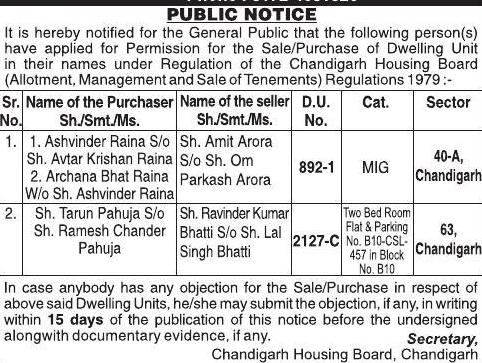 PUBLIC NOTICE
It is hereby notified for the General Public that the following person(s)
have applied for Permission for the Sale/Purchase of Dwelling Unit
in their names under Regulation of the Chandigarh Housing Board
(Allotment, Management and Sale of Tenements) Regulations 1979 :-
Sr. No. Name of the Purchaser Sh./Smt./Ms. Name of the seller Sh./Smt./Ms. D.U. No. Cat. Sector
1. 1. Ashvinder Raina S/o
Sh. Avtar Krishan Raina
2. Archana Bhat Raina
W/o Sh. Ashvinder Raina
Sh. Amit Arora
S/o Sh. Om
Parkash Arora
892-1
MIG
40-A,
Chandigarh
2. Sh. Tarun Pahuja S/o
Sh. Ramesh Chander
Pahuja
Sh. Ravinder Kumar
Bhatti S/o Sh. Lal
Singh Bhatti
2127-C
Two Bed Room
Flat & Parking
No. B10-CSL-
457 in Block
No. B10
63,
Chandigarh
In case anybody has any objection for the Sale/Purchase in respect of
above said Dwelling Units, he/she may submit the objection, if any, in writing
within 15 days of the publication of this notice before the undersigned
alongwith documentary evidence, if any.
Secretary,
Chandigarh Housing Board, Chandigarh